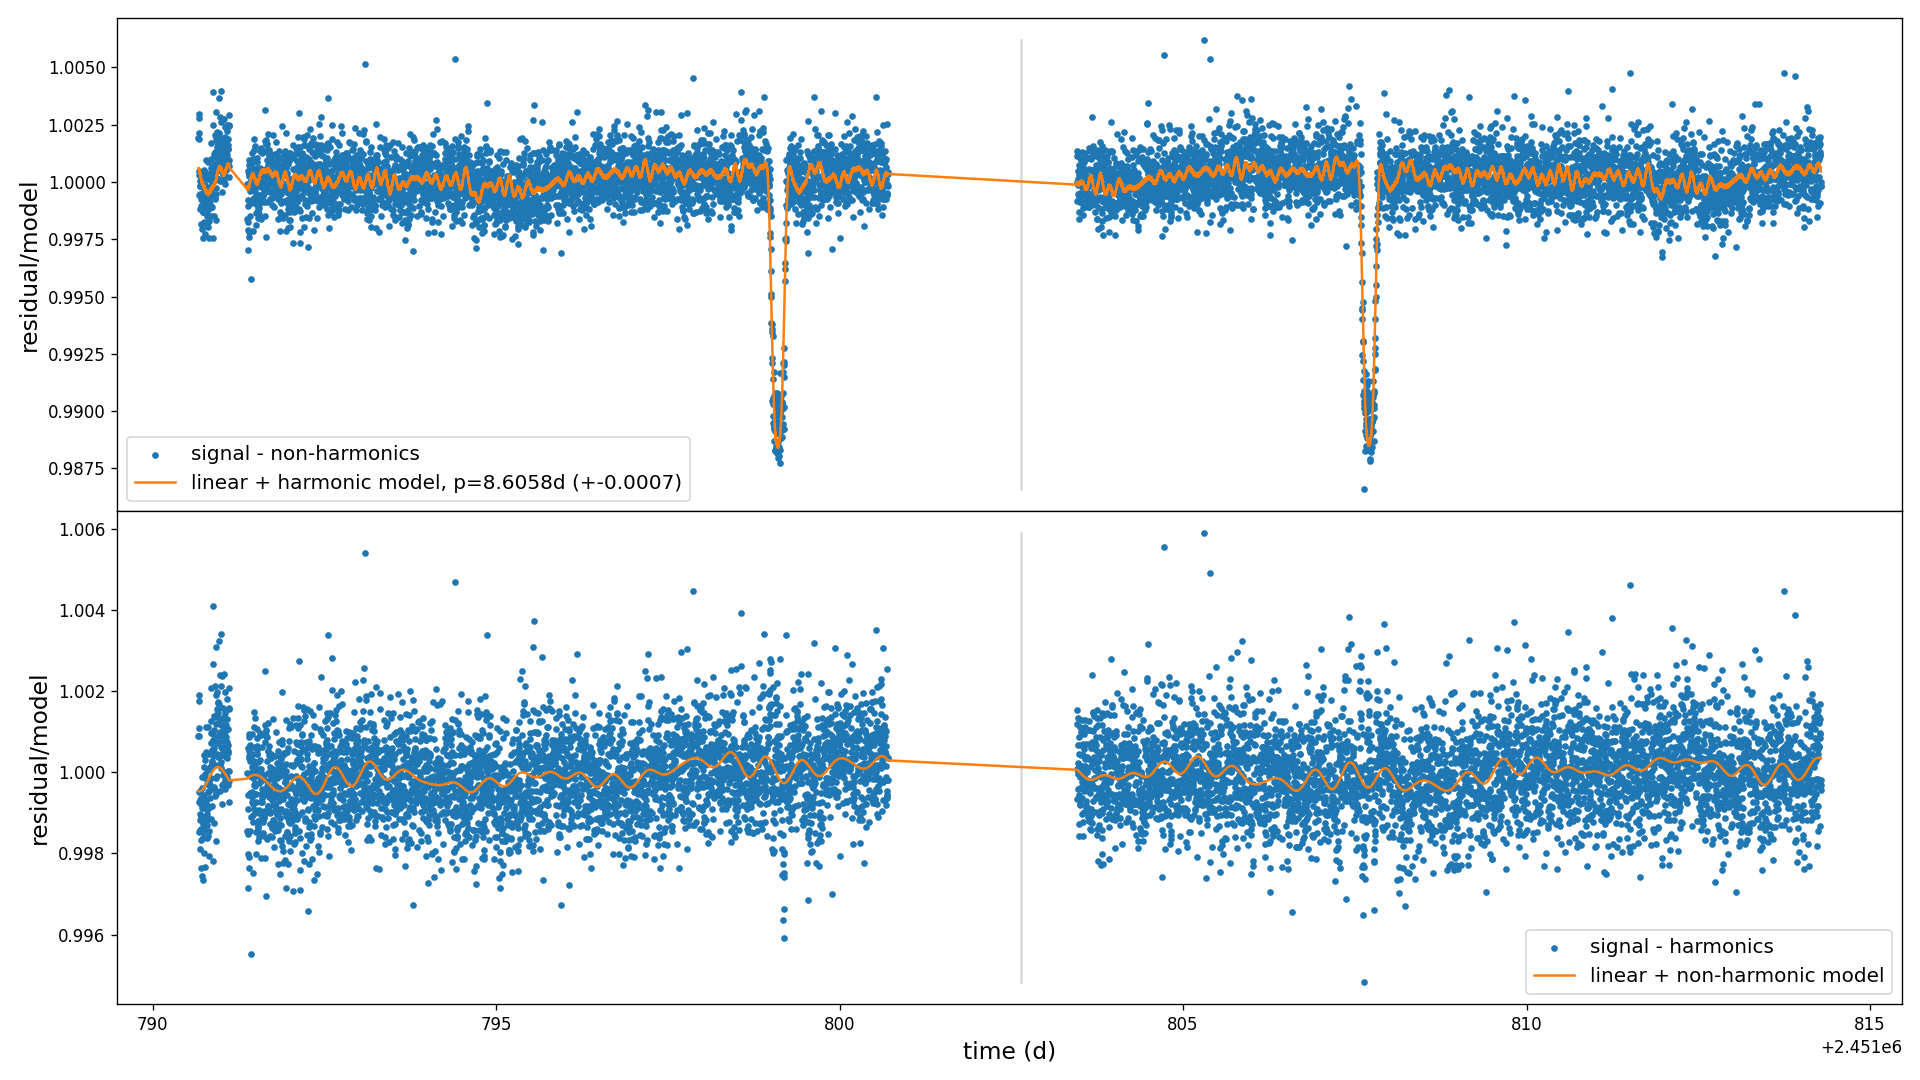 residual/model
1.0050
1.0025
1.0000
0.9975
0.9950
0.9925
0.9900
0.9875
signal - non-harmonics
linear + harmonic model, p=8.6058d (+-0.0007)
residual/model
1.006
1.004
1.002
1.000
0.998
0.996
signal - harmonics
linear + non-harmonic model
790 795 800 805 810 815
time (d)
+2.451e6